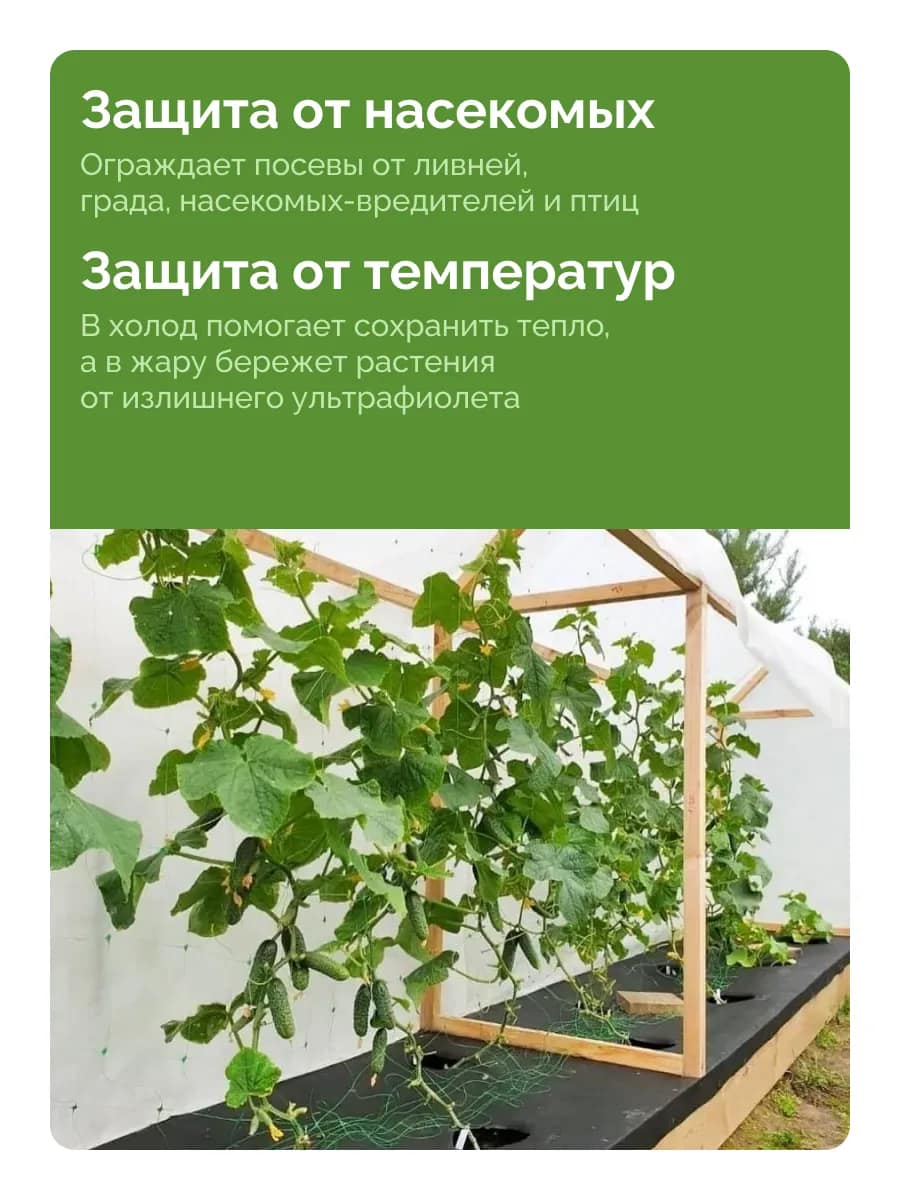 Защита от насекомых
Ограждает посевы от ливней,
града, насекомых-вредителей и птиц
Защита от температур
В холод помогает сохранить тепло,
а в жару бережет растения
от излишнего ультрафиолета